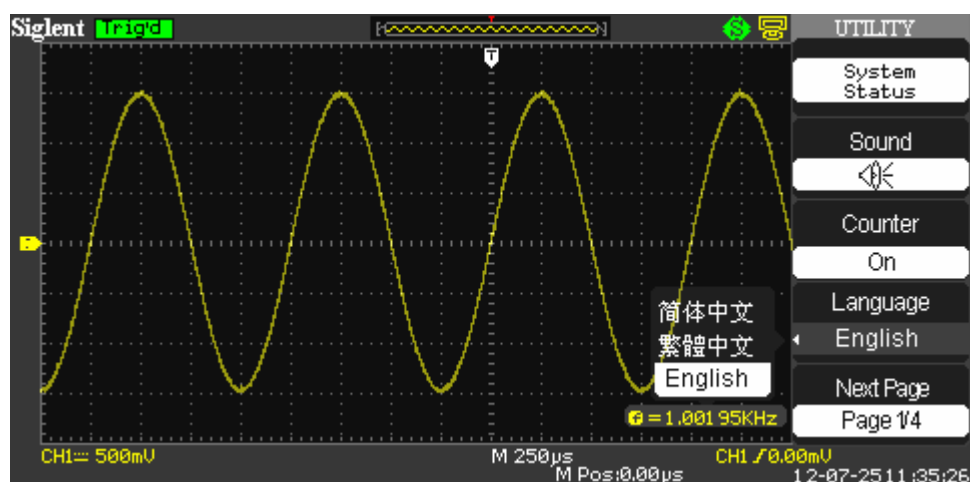 Siglent Trig'd T S UTILITY
System
Status
Sound
Counter
On
Language
English
Next Page
Page 1/4
简体中文
繁體中文
English
f = 1.00195KHz
CH1 500mV M 250µs CH1 0.00mV
M Pos:0.00µs 12-07-25 11:35:26